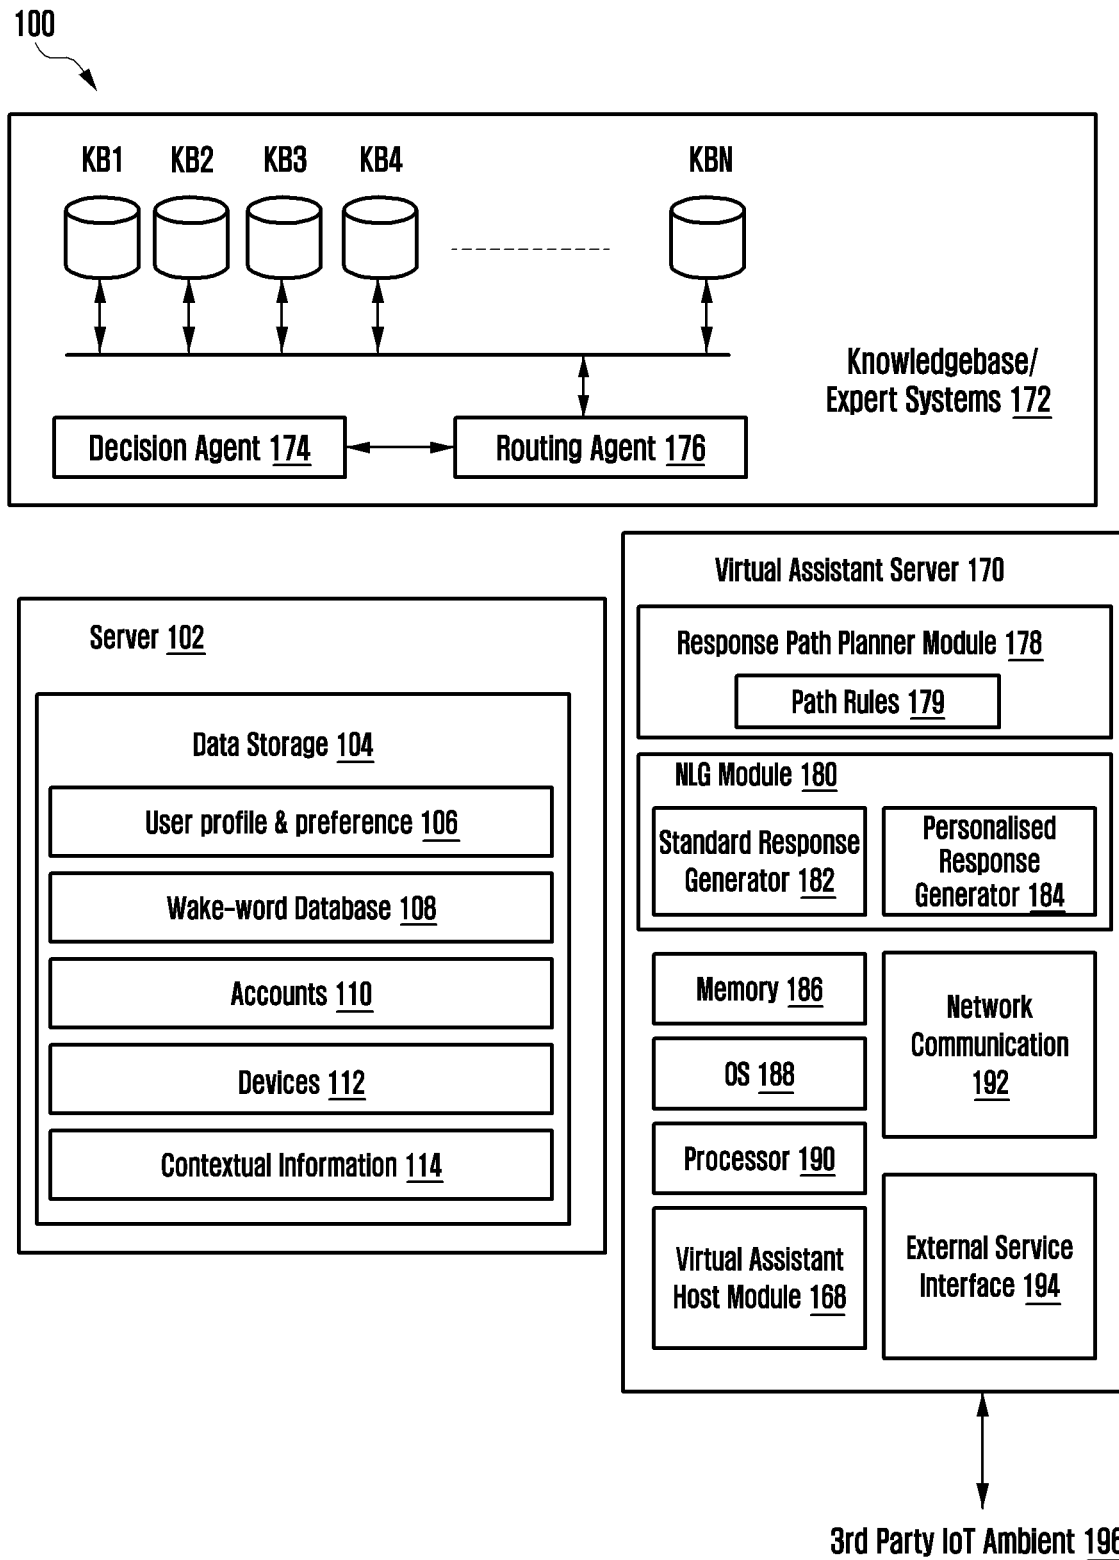 100
KB1 KB2 KB3 KB4 KBN
Knowledgebase/
Expert Systems 172
Decision Agent 174
Routing Agent 176
Server 102
Data Storage 104
User profile & preference 106
Wake-word Database 108
Accounts 110
Devices 112
Contextual Information 114
Virtual Assistant Server 170
Response Path Planner Module 178
Path Rules 179
NLG Module 180
Standard Response
Generator 182
Personalised
Response
Generator 184
Memory 186
OS 188
Processor 190
Virtual Assistant
Host Module 168
Network
Communication
192
External Service
Interface 194
3rd Party IoT Ambient 196